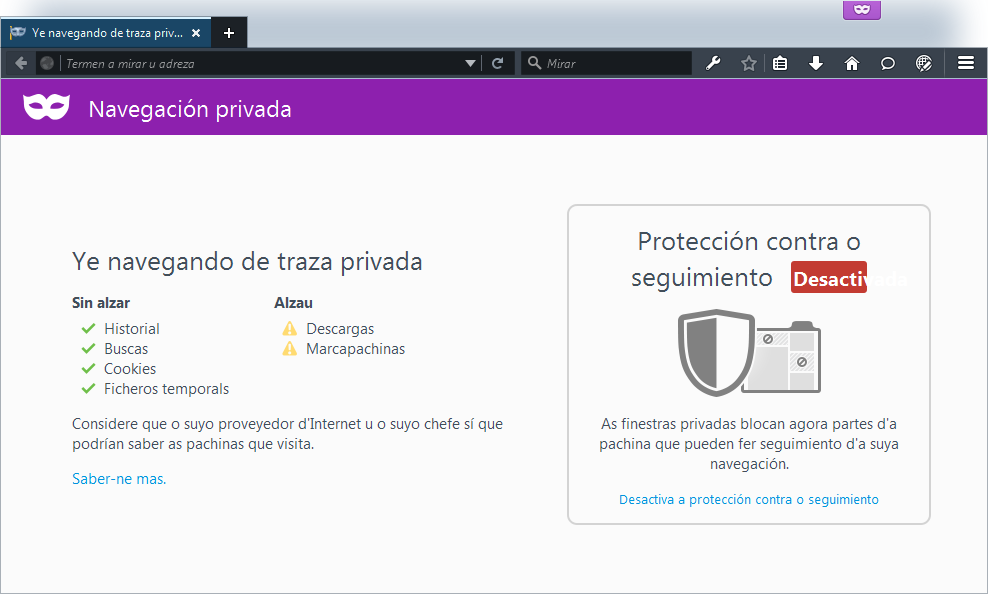 Ye navegando de traza priv...
Termen a mirar u adreza
Mirar
Navegación privada
Ye navegando de traza privada
Sin alzar
Historial
Buscas
Cookies
Ficheros temporals
Alzau
Descargas
Marcapachinas
Considere que o suyo proveyedor d'Internet u o suyo chefe sí que
podrían saber as pachinas que visita.
Saber-ne mas.
Protección contra o
seguimiento Desactivada
As finestras privadas blocan agora partes d'a
pachina que pueden fer seguimiento d'a suya
navegación.
Desactiva a protección contra o seguimiento